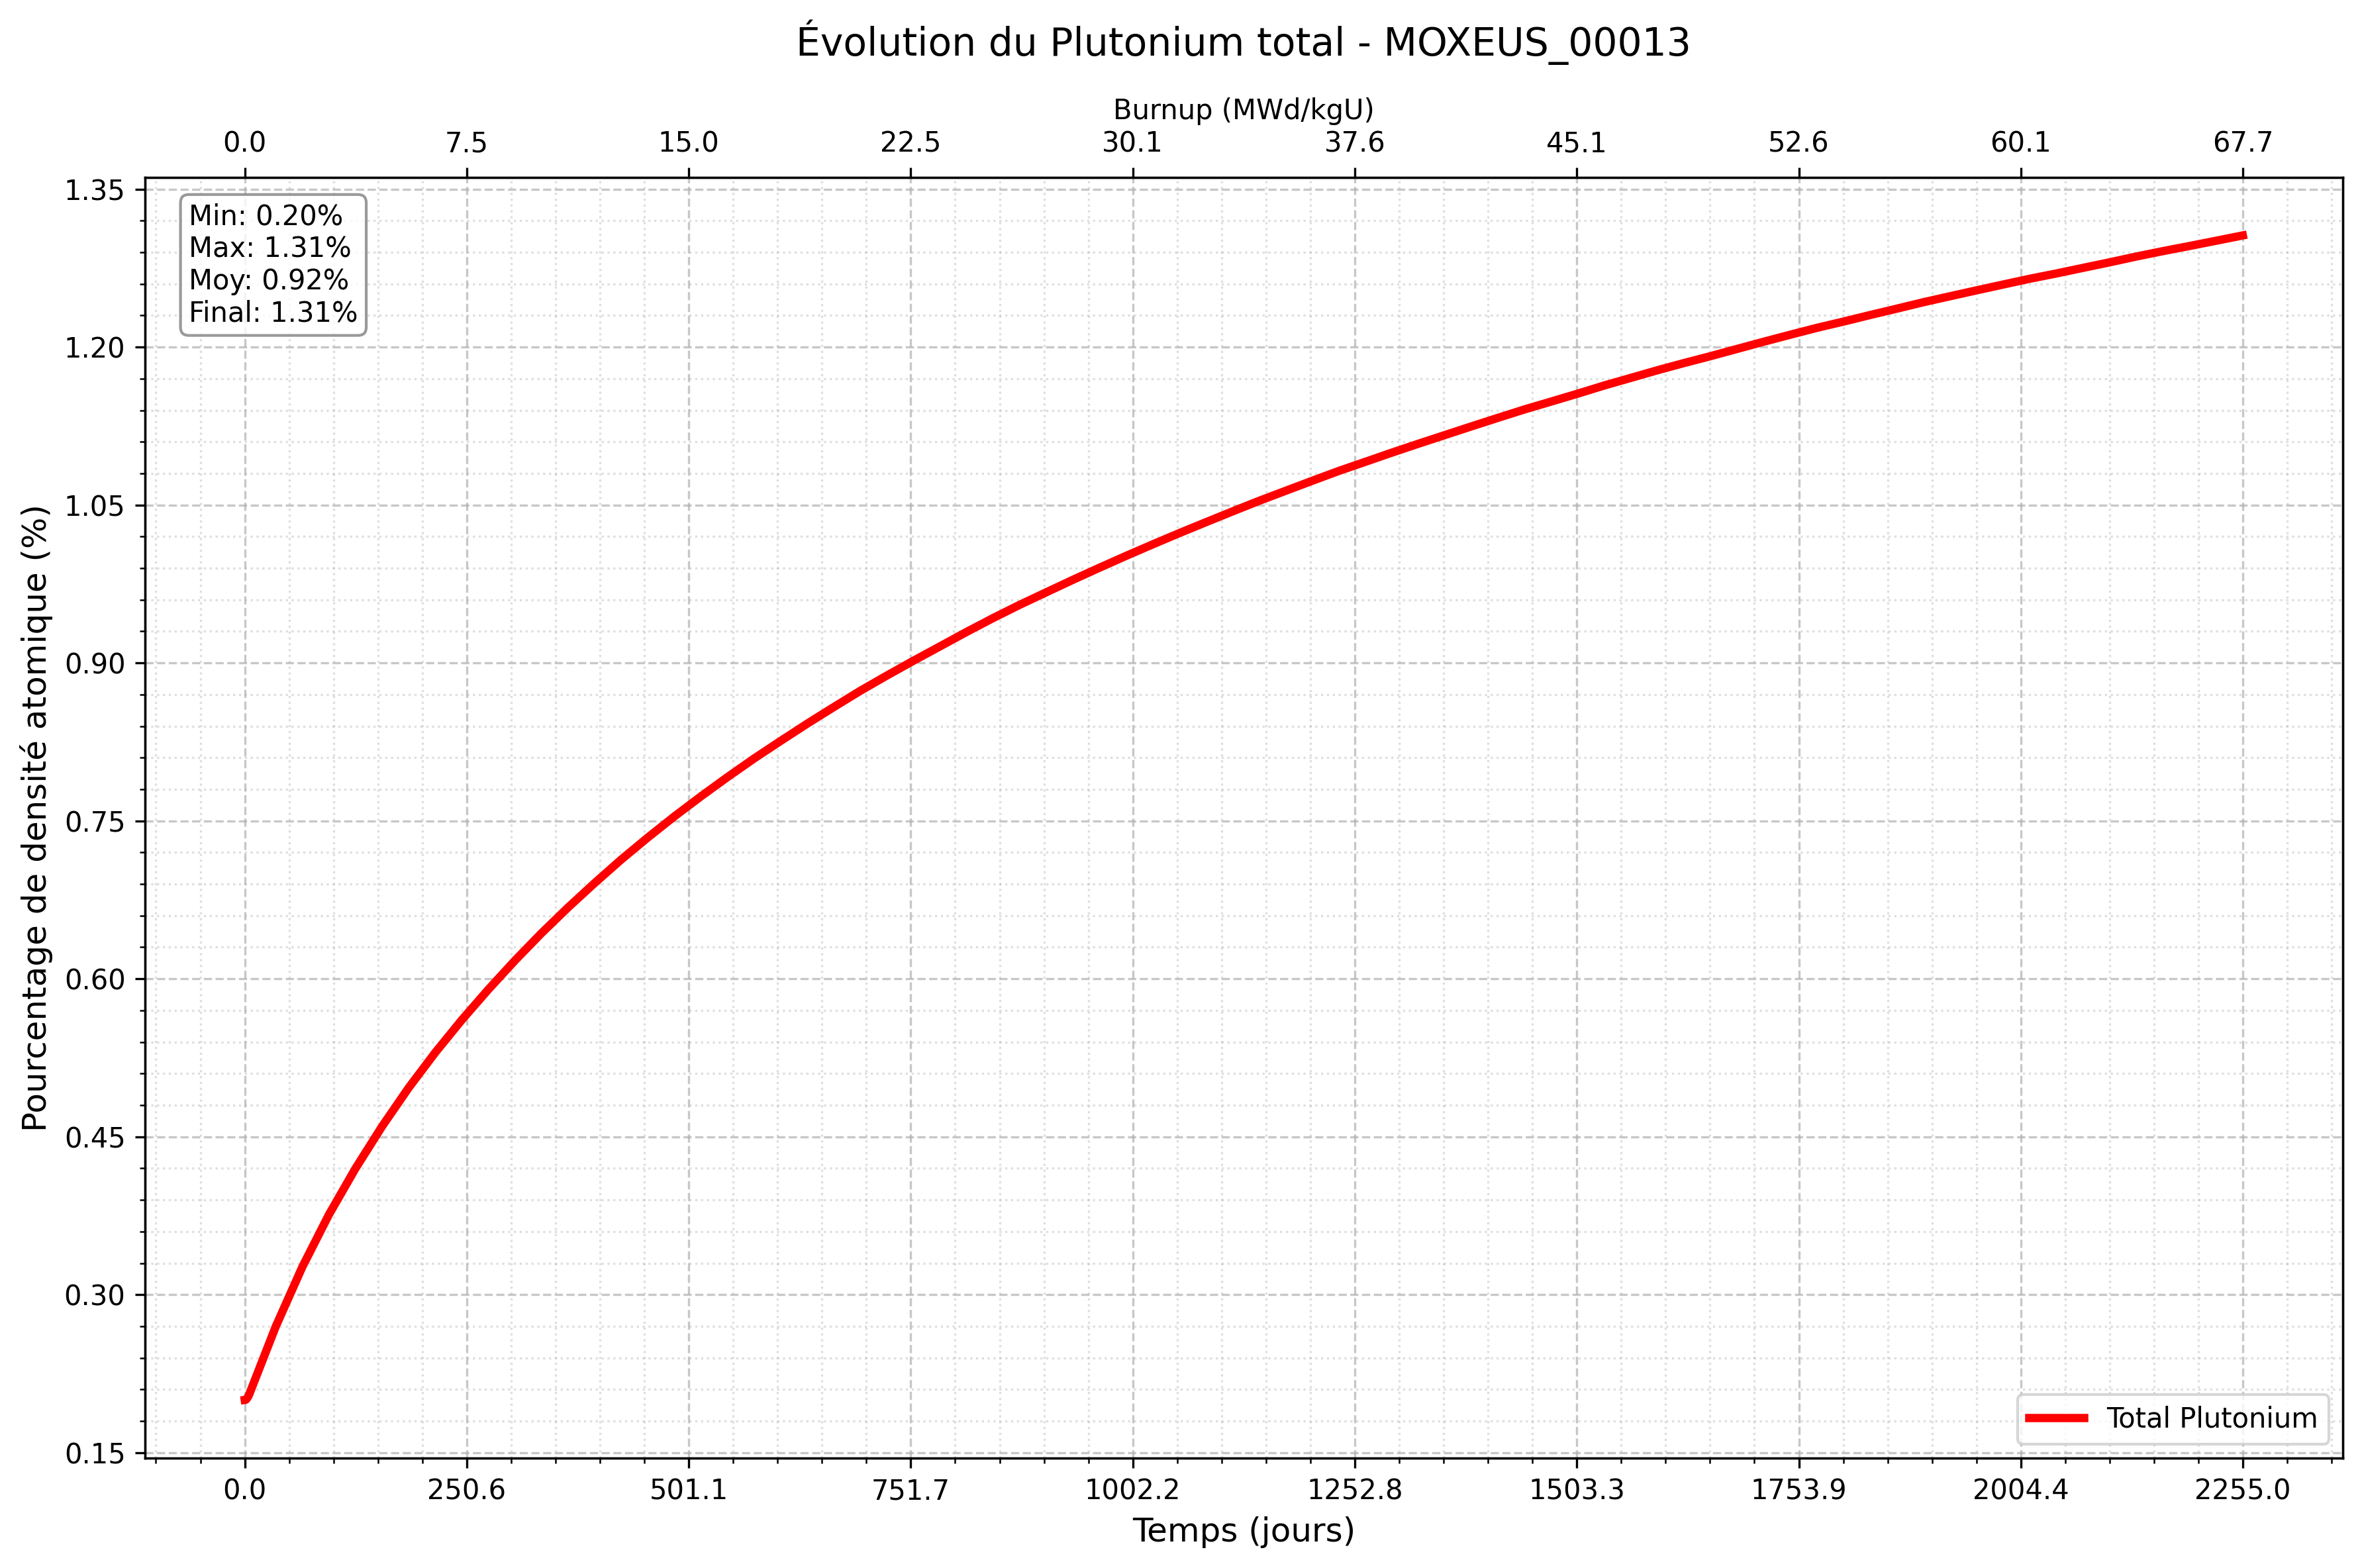 Évolution du Plutonium total - MOXEUS_00013
Burnup (MWd/kgU)
0.0 7.5 15.0 22.5 30.1 37.6 45.1 52.6 60.1 67.7
Min: 0.20%
Max: 1.31%
Moy: 0.92%
Final: 1.31%
Pourcentage de densité atomique (%)
1.35
1.20
1.05
0.90
0.75
0.60
0.45
0.30
0.15
Total Plutonium
0.0 250.6 501.1 751.7 1002.2 1252.8 1503.3 1753.9 2004.4 2255.0
Temps (jours)